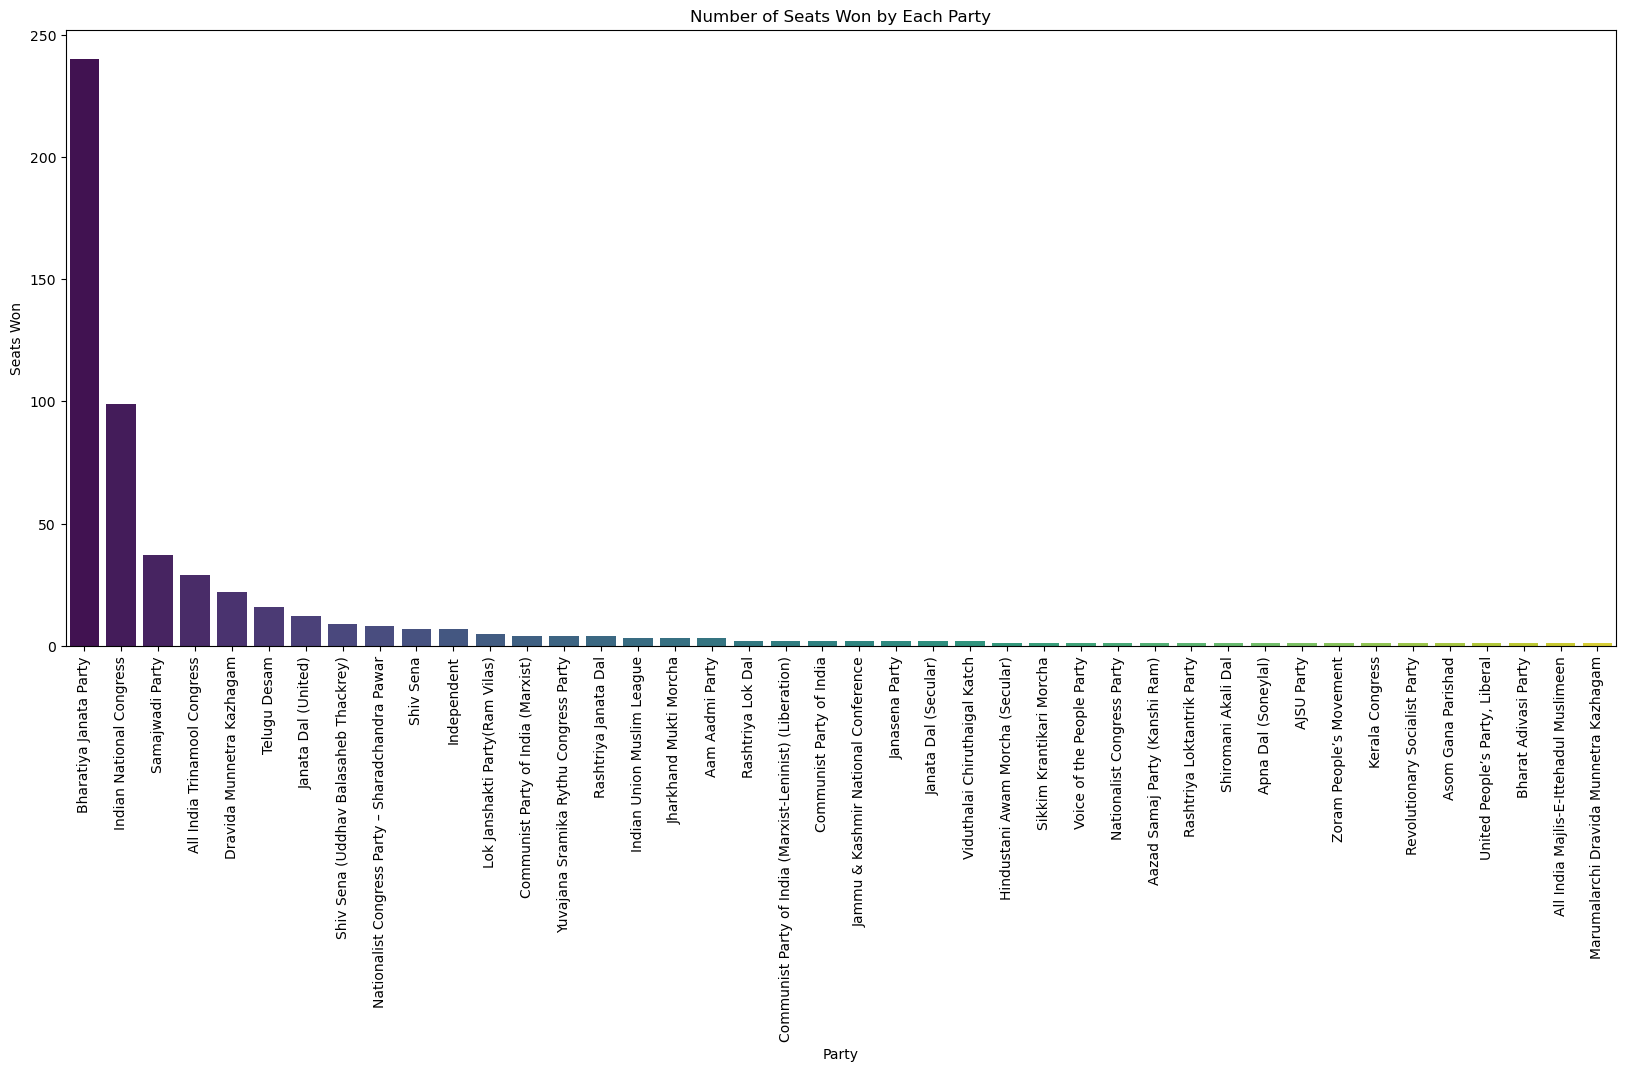 Number of Seats Won by Each Party
250
200
150
100
50
0
Seats Won
Bharatiya Janata Party
Indian National Congress
Samajwadi Party
All India Trinamool Congress
Dravida Munnetra Kazhagam
Telugu Desam
Janata Dal (United)
Shiv Sena (Uddhav Balasaheb Thackrey)
Nationalist Congress Party – Sharadchandra Pawar
Shiv Sena
Independent
Lok Janshakti Party(Ram Vilas)
Communist Party of India (Marxist)
Yuvajana Sramika Rythu Congress Party
Rashtriya Janata Dal
Indian Union Muslim League
Jharkhand Mukti Morcha
Aam Aadmi Party
Rashtriya Lok Dal
Communist Party of India (Marxist-Leninist) (Liberation)
Communist Party of India
Jammu & Kashmir National Conference
Janasena Party
Janata Dal (Secular)
Viduthalai Chiruthaigal Katch
Hindustani Awam Morcha (Secular)
Sikkim Krantikari Morcha
Voice of the People Party
Nationalist Congress Party
Aazad Samaj Party (Kanshi Ram)
Rashtriya Loktantrik Party
Shiromani Akali Dal
Apna Dal (Soneylal)
AJSU Party
Zoram People’s Movement
Kerala Congress
Revolutionary Socialist Party
Asom Gana Parishad
United People’s Party, Liberal
Bharat Adivasi Party
All India Majlis-E-Ittehadul Muslimeen
Marumalarchi Dravida Munnetra Kazhagam
Party